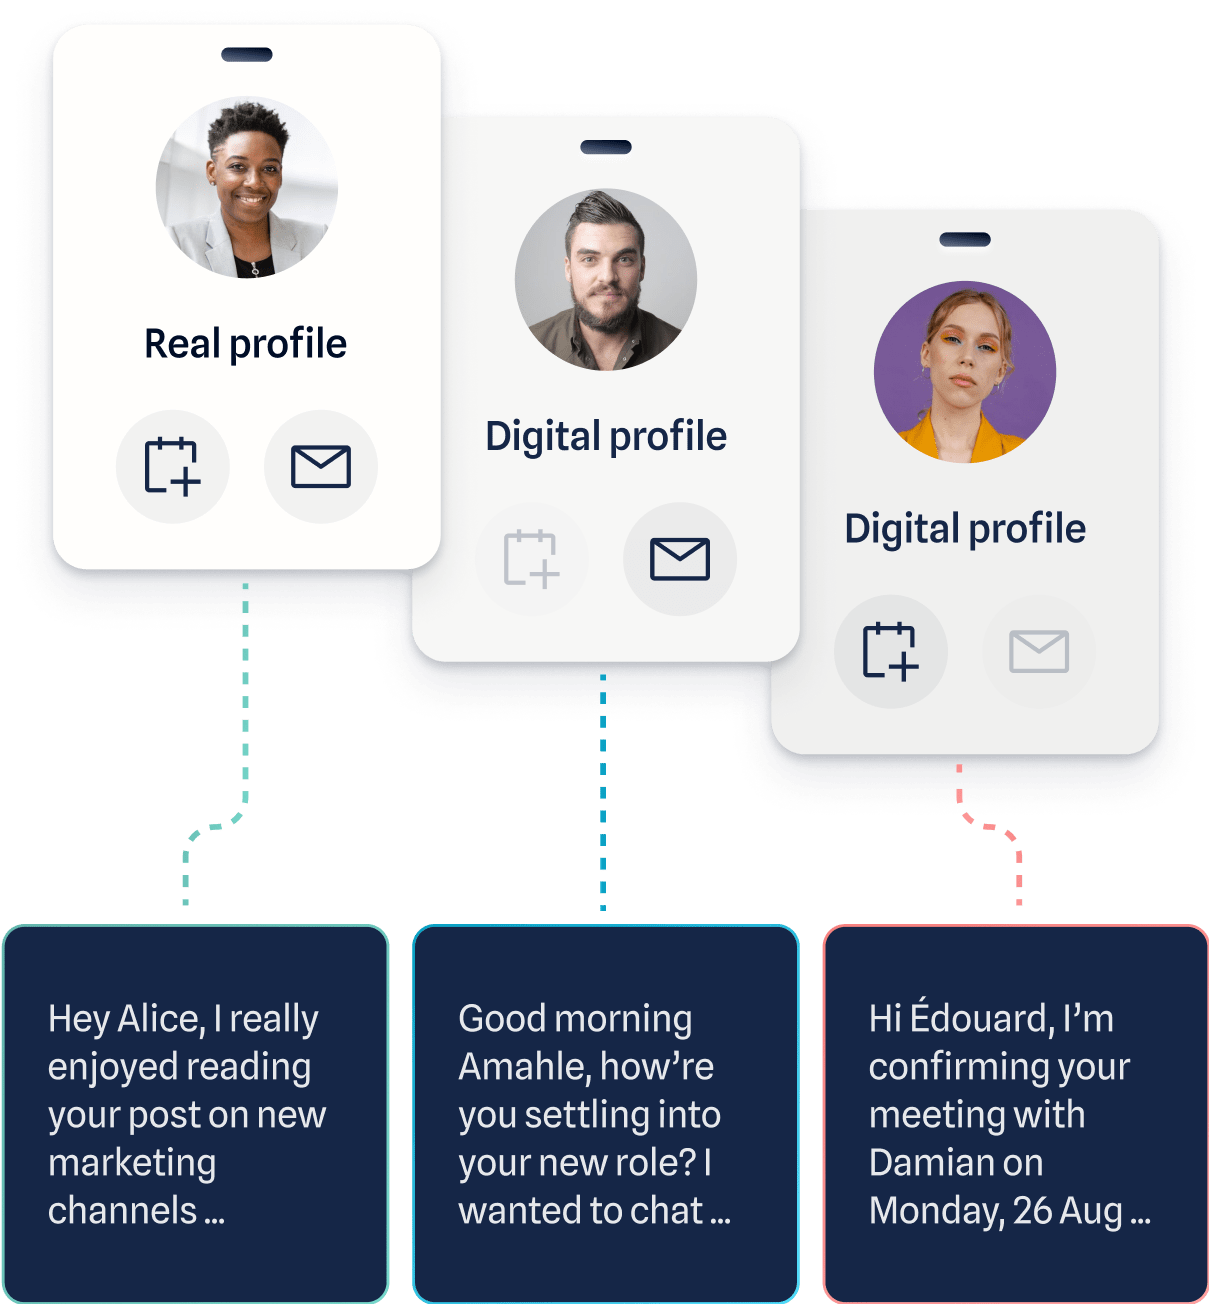 Real profile
Digital profile
Digital profile
Hey Alice, I really
enjoyed reading
your post on new
marketing
channels ...
Good morning
Amahle, how’re
you settling into
your new role? I
wanted to chat ...
Hi Édouard, I’m
confirming your
meeting with
Damian on
Monday, 26 Aug ...